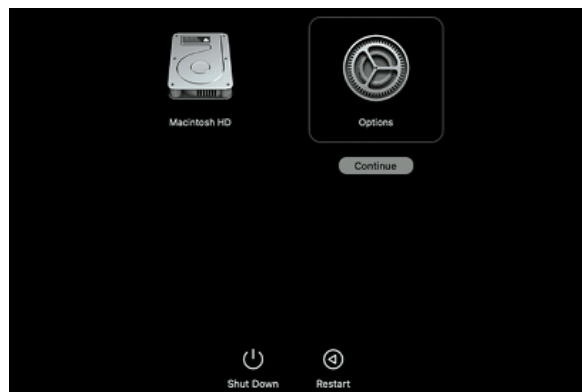 Macintosh HD
Options
Continue
Shut Down
Restart